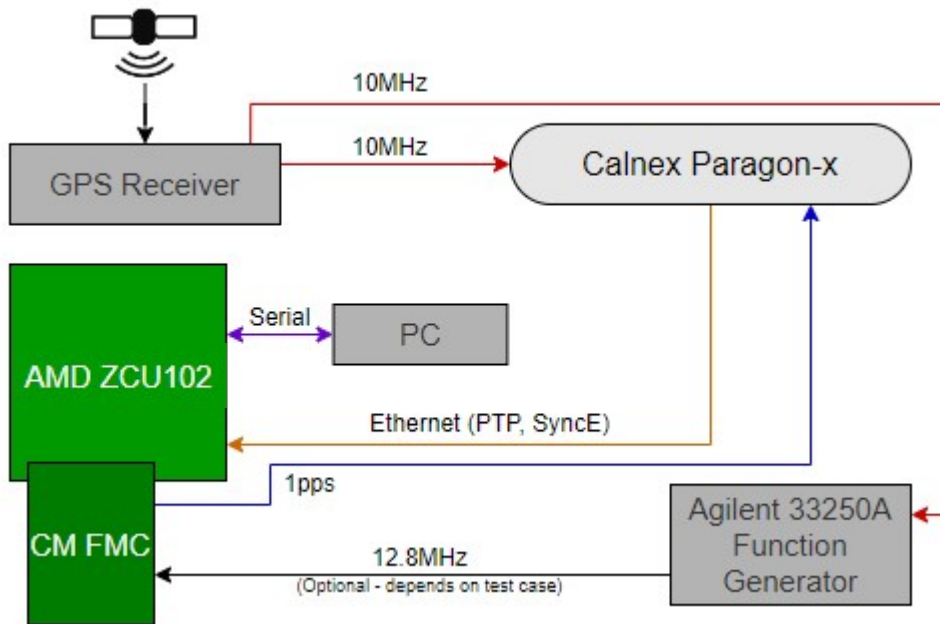 10MHz
10MHz
GPS Receiver
Calnex Paragon-x
Serial
PC
AMD ZCU102
Ethernet (PTP, SyncE)
1pps
CM FMC
12.8MHz
(Optional - depends on test case)
Agilent 33250A
Function
Generator